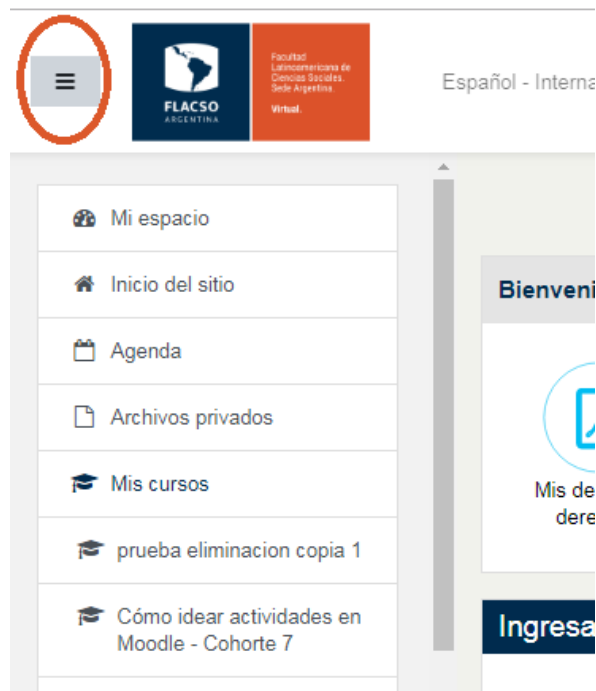 FLACSO
ARGENTINA
Facultad
Latinoamericana de
Ciencias Sociales.
Sede Argentina.
Virtual.
Español - Interna
Mi espacio
Inicio del sitio
Agenda
Archivos privados
Mis cursos
prueba eliminacion copia 1
Cómo idear actividades en
Moodle - Cohorte 7
Bienveni
Mis de
dere
Ingresa